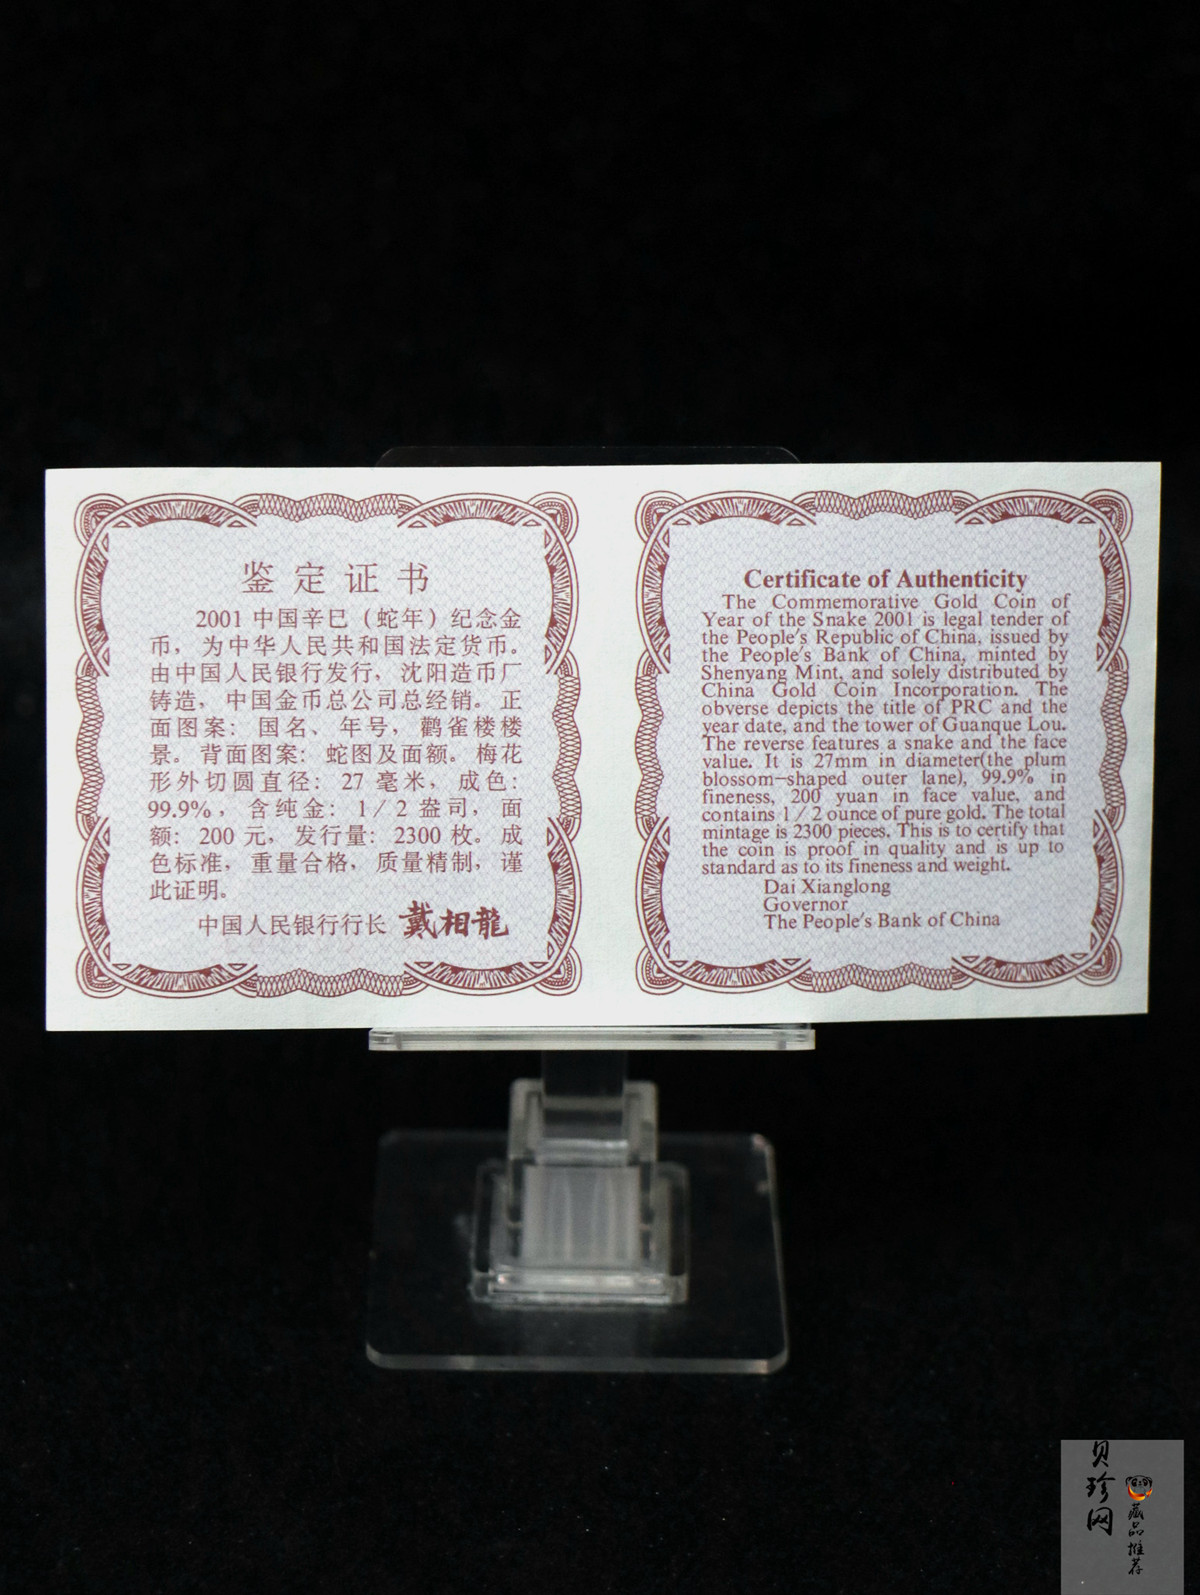 鉴定证书
2001 中国辛巳（蛇年）纪念金
币，为中华人民共和国法定货币。
由中国人民银行发行，沈阳造币厂
铸造，中国金币总公司总经销。正
面图案：国名、年号，鹳雀楼楼
景。背面图案：蛇图及面额。梅花
形外切圆直径：27 毫米，成色：
99.9%，含纯金：1／2 盎司，面
额：200 元，发行量：2300 枚。成
色标准，重量合格，质量精制，谨
此证明。
中国人民银行行长 戴相龍
Certificate of Authenticity
The Commemorative Gold Coin of
Year of the Snake 2001 is legal tender of
the People's Republic of China, issued by
the People's Bank of China, minted by
Shenyang Mint, and solely distributed by
China Gold Coin Incorporation. The
obverse depicts the title of PRC and the
year date, and the tower of Guanque Lou.
The reverse features a snake and the face
value. It is 27mm in diameter(the plum
blossom—shaped outer lane), 99.9% in
fineness, 200 yuan in face value, and
contains 1／2 ounce of pure gold. The total
mintage is 2300 pieces. This is to certify that
the coin is proof in quality and is up to
standard as to its fineness and weight.
Dai Xianglong
Governor
The People's Bank of China
贝珍网
藏品推荐